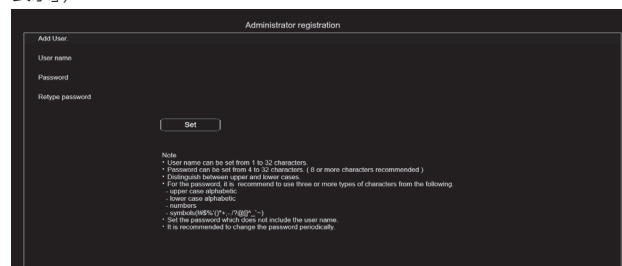 Administrator registration
Add User.
User name
Password
Retype password
Set
Note
* User name can be set from 1 to 32 characters.
* Password can be set from 4 to 32 characters. ( 8 or more characters recommended )
* Distinguish between upper and lower cases.
* For the password, it is recommend to use three or more types of characters from the following.
- upper case alphabetic
- lower case alphabetic
- numbers
- symbols(!#$%'()*+,-./?@[]^_`~)
* Set the password which does not include the user name.
* It is recommended to change the password periodically.